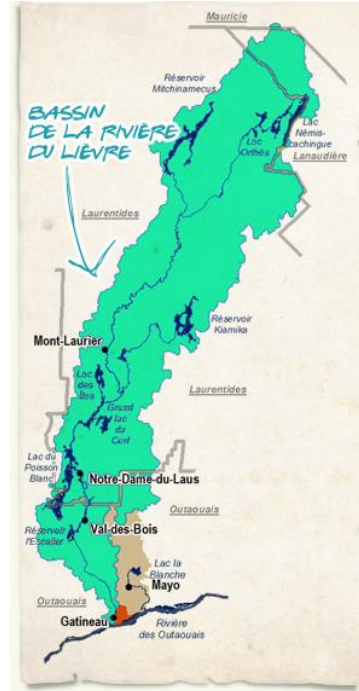 Mauricie
Réservoir
Mitchinamecus
BASSIN
DE LA RIVIÈRE
DU LIÈVRE
Lac
Némis-
cachingue
Lac
Orthès
Lanaudière
Laurentides
Réservoir
Kiamika
Mont-Laurier
Lac
des
Îles
Laurentides
Grand
lac
du
Cerf
Lac du
Poisson
Blanc
Notre-Dame-du-Laus
Outaouais
Réservoir
l'Escalier
Val-des-Bois
Lac la
Blanche
Mayo
Outaouais
Gatineau
Rivière
des Outaouais